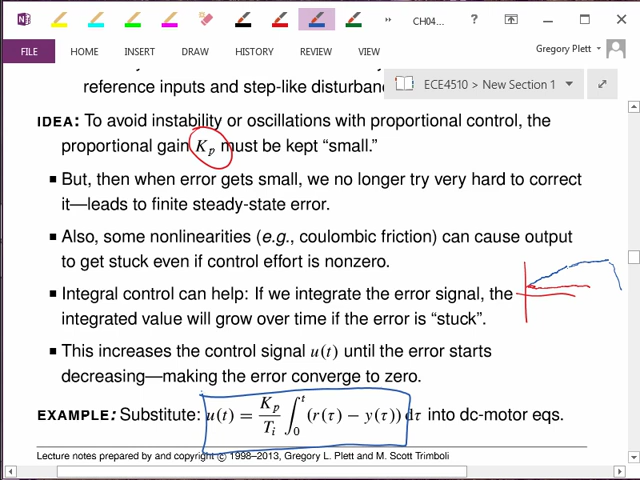 CH04...
?
FILE
HOME
INSERT
DRAW
HISTORY
REVIEW
VIEW
Gregory Plett
ECE4510 > New Section 1
reference inputs and step-like disturbanc
IDEA: To avoid instability or oscillations with proportional control, the
proportional gain Kp must be kept “small.”
But, then when error gets small, we no longer try very hard to correct
it—leads to finite steady-state error.
Also, some nonlinearities (e.g., coulombic friction) can cause output
to get stuck even if control effort is nonzero.
Integral control can help: If we integrate the error signal, the
integrated value will grow over time if the error is “stuck”.
This increases the control signal u(t) until the error starts
decreasing—making the error converge to zero.
EXAMPLE: Substitute: u(t) = Kp/Ti ∫₀ᵗ (r(τ) − y(τ)) dτ into dc-motor eqs.
Lecture notes prepared by and copyright © 1998–2013, Gregory L. Plett and M. Scott Trimboli